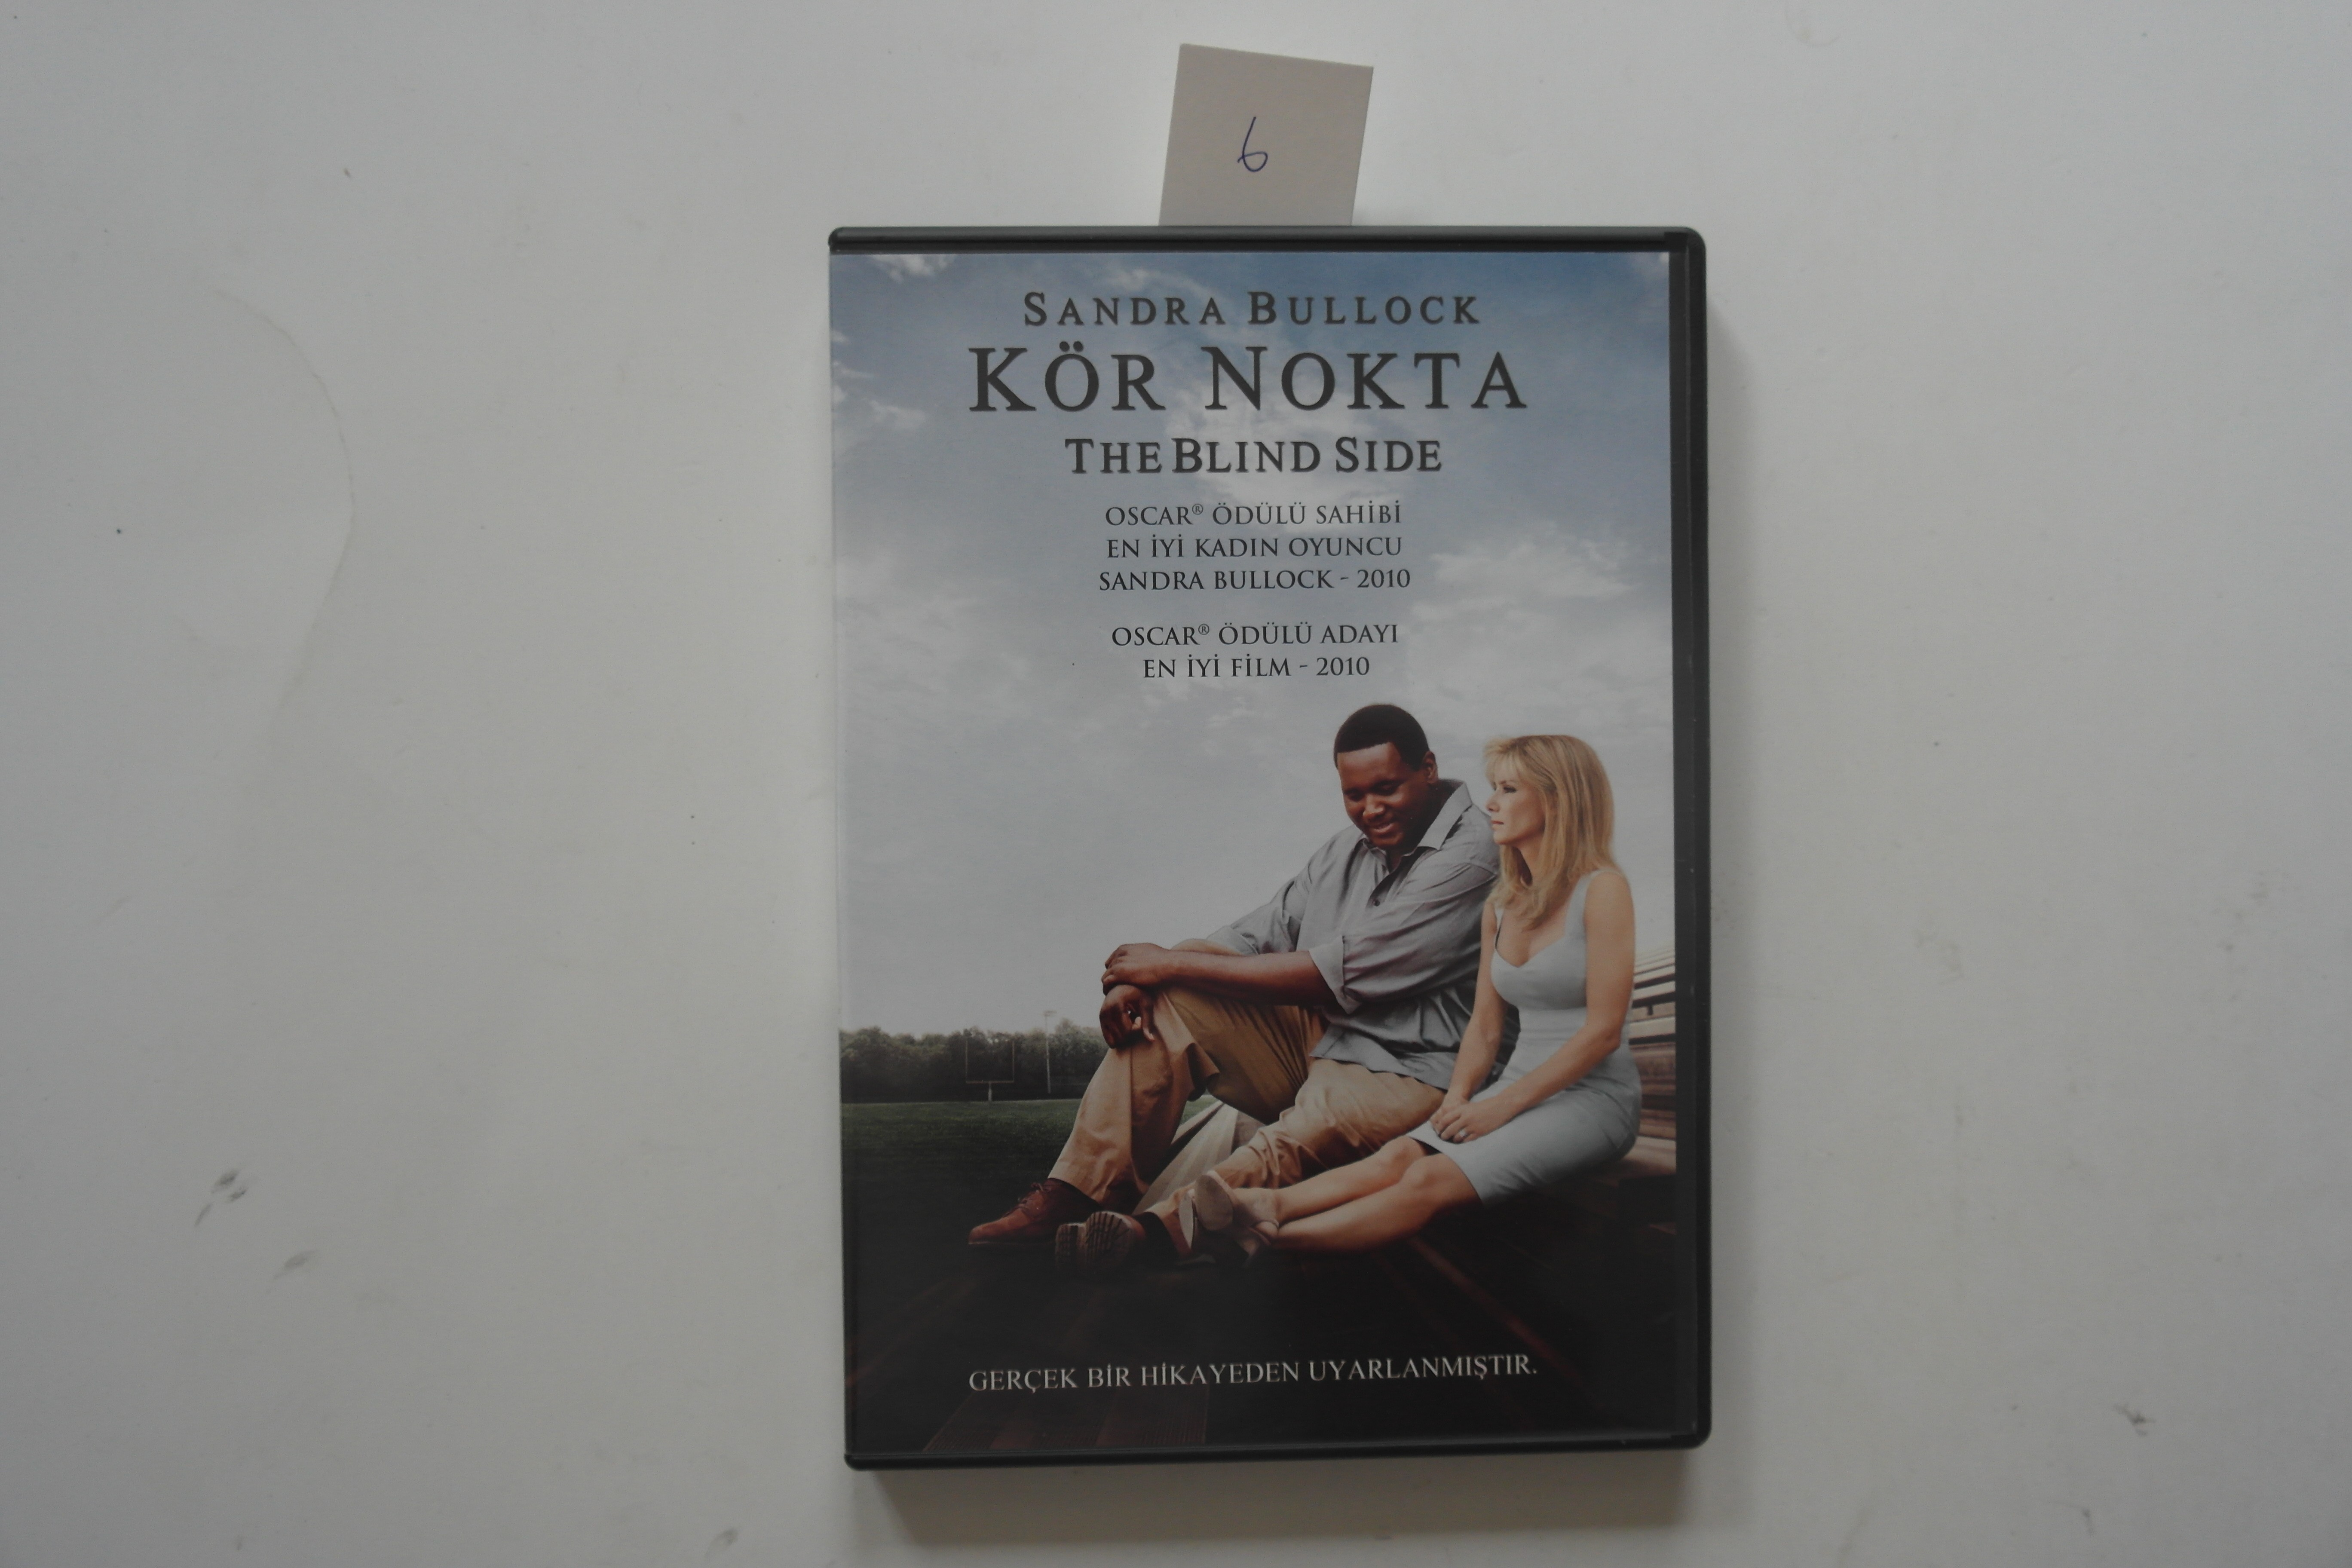 6
SANDRA BULLOCK
KÖR NOKTA
THE BLIND SIDE
OSCAR® ÖDÜLÜ SAHİBİ
EN İYİ KADIN OYUNCU
SANDRA BULLOCK - 2010
OSCAR® ÖDÜLÜ ADAYI
EN İYİ FİLM - 2010
GERÇEK BİR HİKAYEDEN UYARLANMIŞTIR.